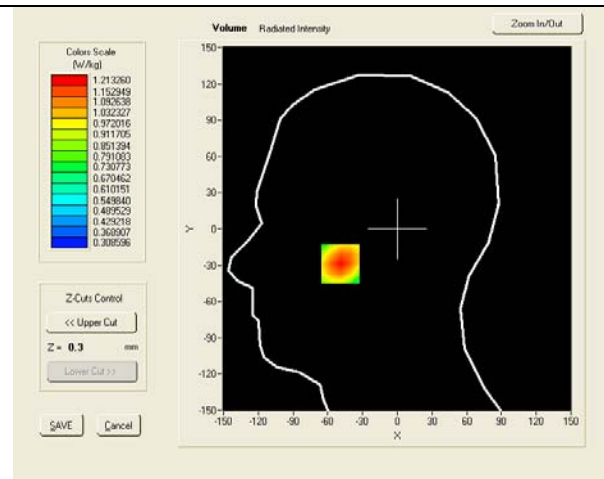 Volume Radiated Intensity
Zoom In/Out
Colors Scale
(W/kg)
1.213260
1.152949
1.092638
1.032327
0.972016
0.911705
0.851394
0.791083
0.730773
0.670462
0.610151
0.549840
0.489529
0.429218
0.368907
0.308596
Z-Cuts Control
<< Upper Cut
Z = 0.3 mm
Lower Cut >>
SAVE Cancel
150
120
90
60
30
0
-30
-60
-90
-120
-150
Y
-150 -120 -90 -60 -30 0 30 60 90 120 150
X